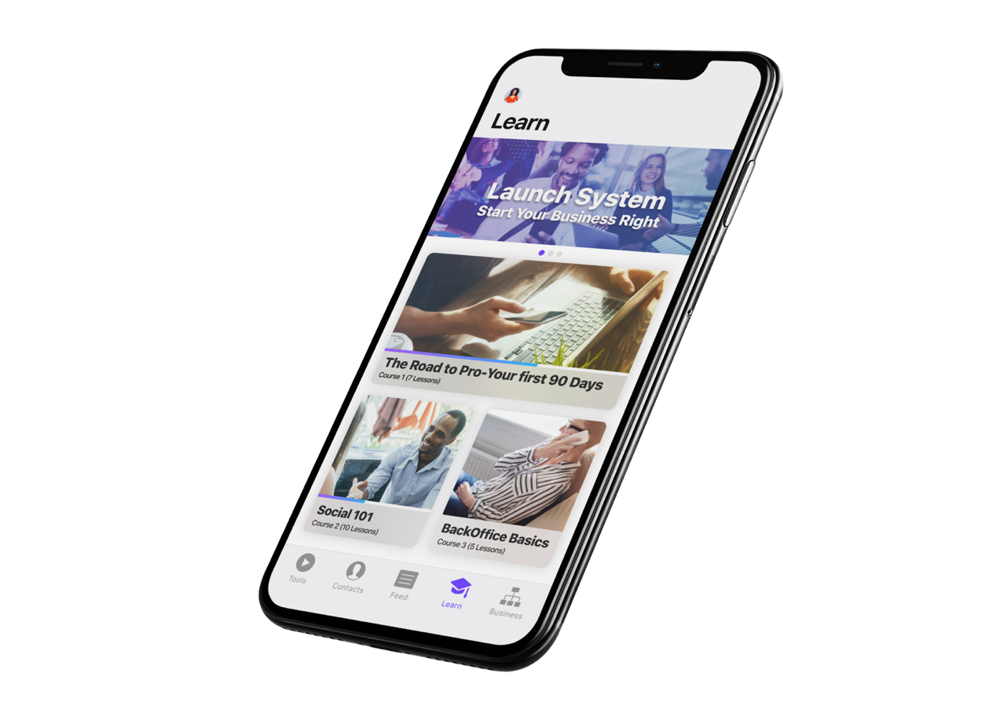 Learn
Launch System
Start Your Business Right
The Road to Pro-Your first 90 Days
Course 1 (7 Lessons)
Social 101
Course 2 (10 Lessons)
BackOffice Basics
Course 3 (5 Lessons)
Tools
Contacts
Feed
Learn
Business